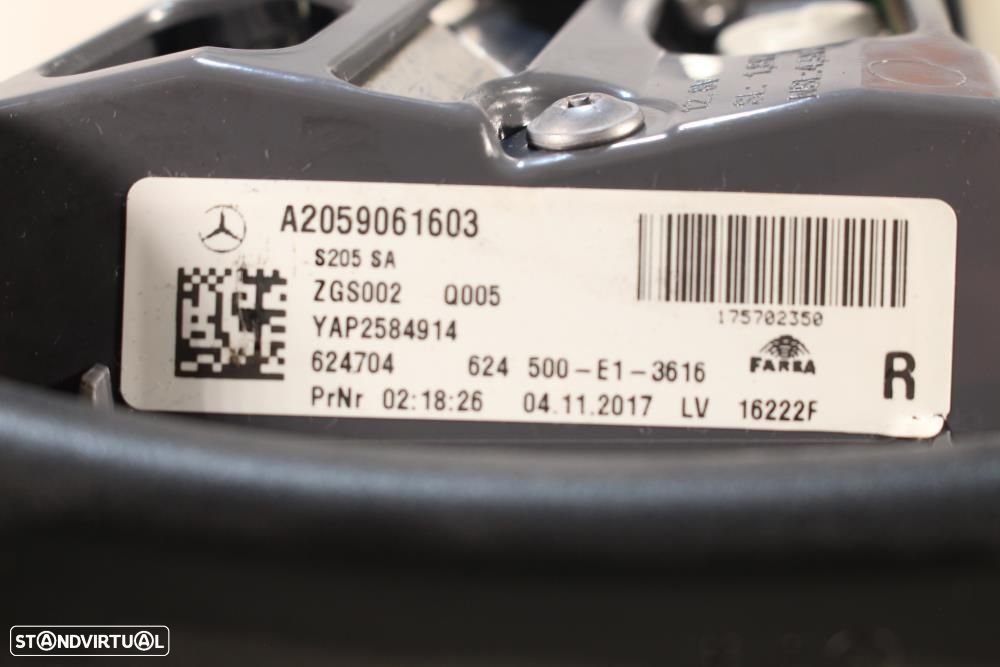 A2059061603
S205 SA
ZGS002 Q005
YAP2584914
624704 624 500-E1-3616
PrNr 02:18:26 04.11.2017 LV 16222F
175702350
FARBA
R
STANDVIRTUAL